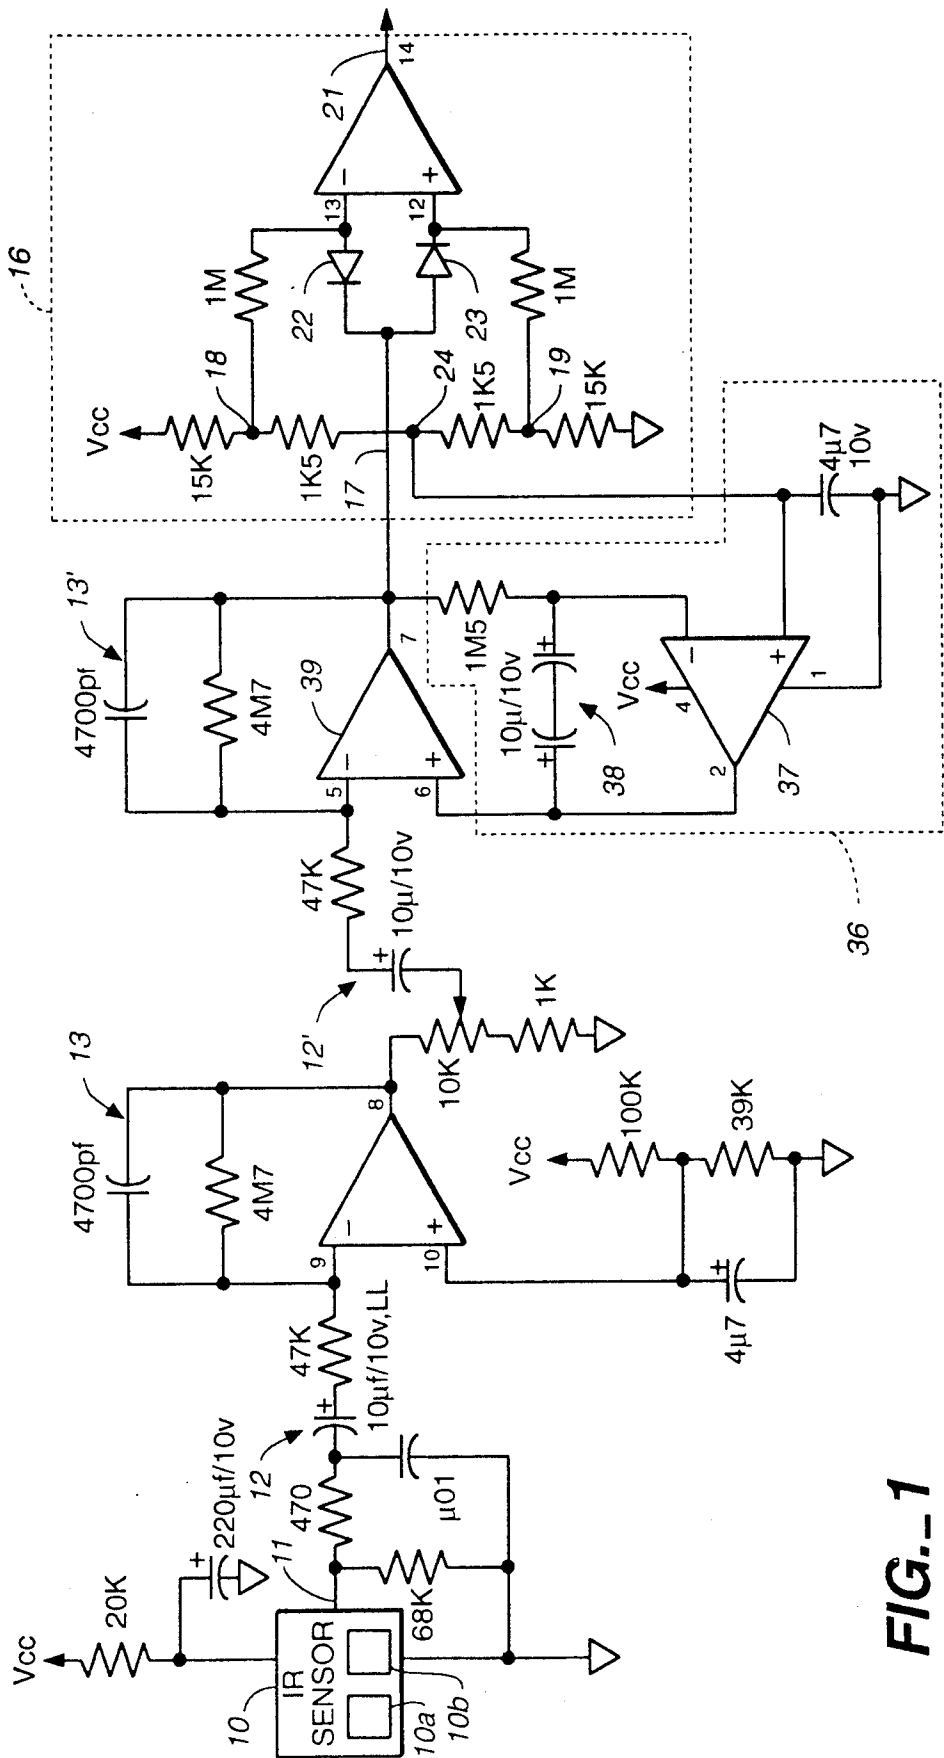 16
14
21
13
12
1M
22
23
1M
18
24
19
Vcc
15K
1K5
17
1K5
15K
4µ7
10v
13'
4700pf
4M7
39
7
5
6
1M5
10µ/10v
38
Vcc
4
1
2
37
36
47K
10µ/10v
12'
10K
1K
13
4700pf
4M7
8
9
10
Vcc
100K
39K
4µ7
47K
10µf/10v,LL
12
220µf/10v
470
µ01
11
68K
20K
Vcc
10
IR
SENSOR
10a
10b
FIG._1